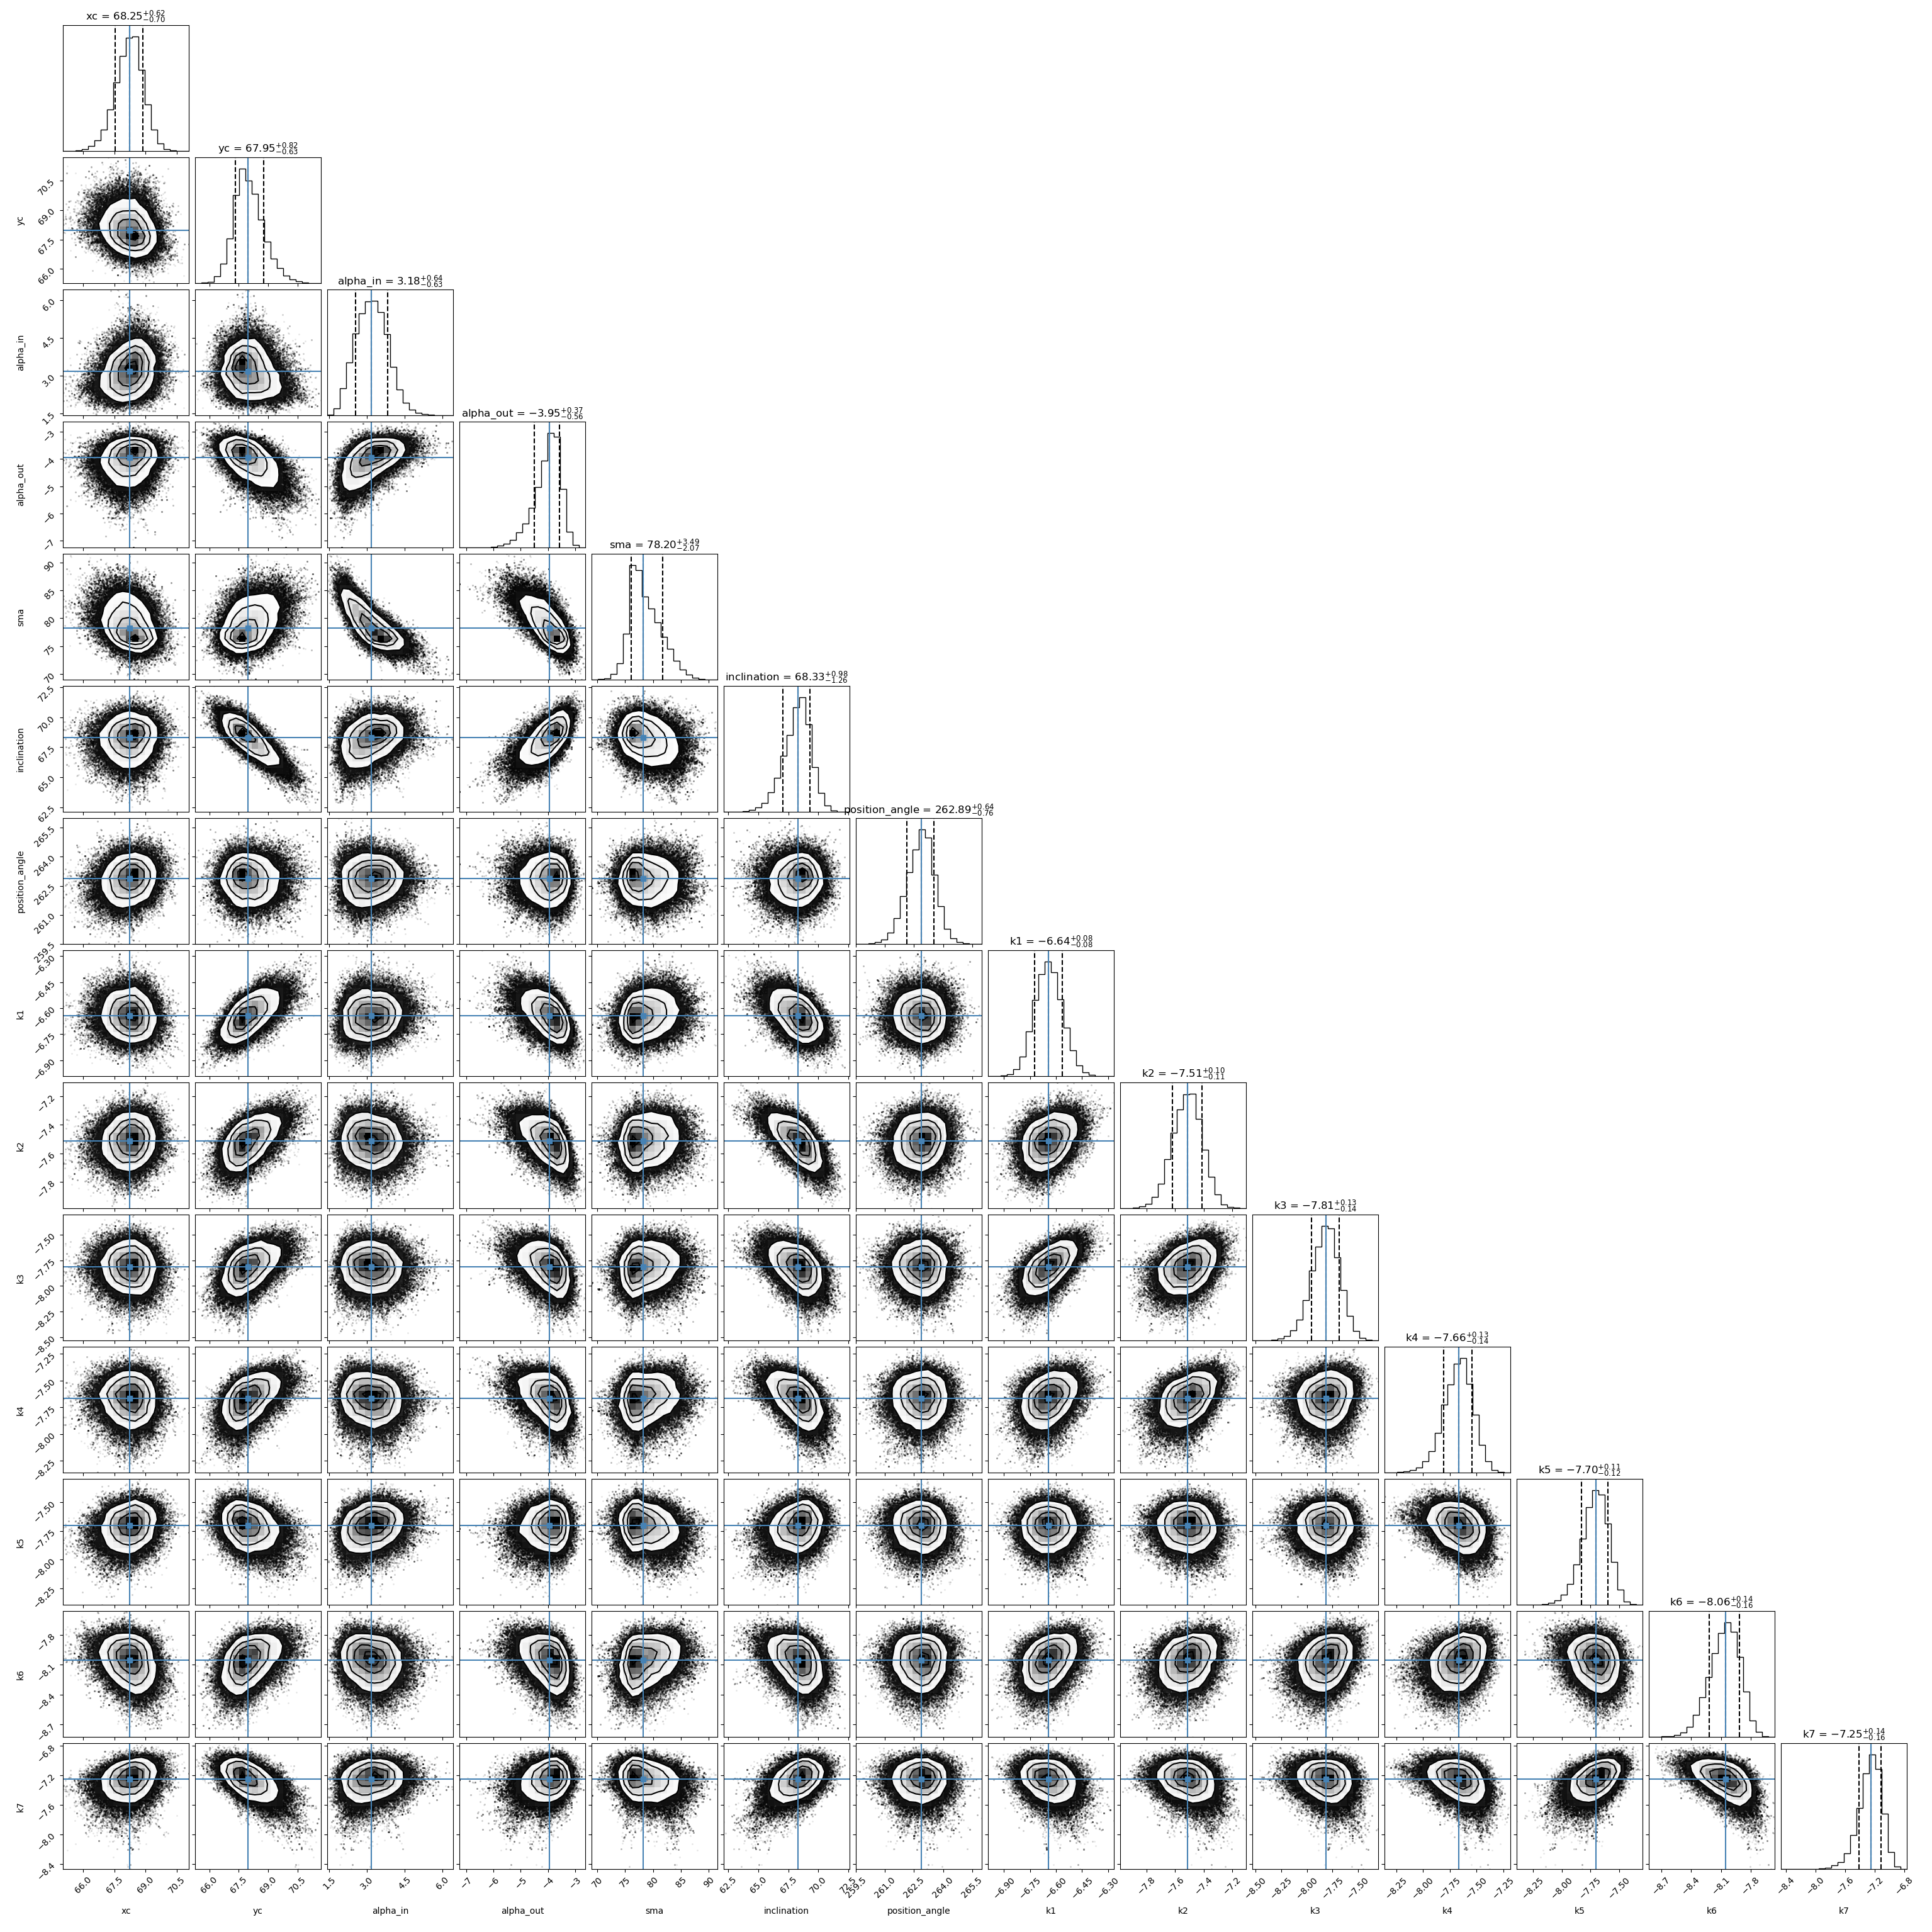 xc = 68.25 +0.62 −0.70
yc = 67.95 +0.82 −0.63
70.5
69.0
67.5
66.0
yc
alpha_in = 3.18 +0.64 −0.63
6.0
4.5
3.0
1.5
alpha_in
alpha_out = −3.95 +0.37 −0.56
−3
−4
−5
−6
−7
alpha_out
sma = 78.20 +3.49 −2.07
90
85
80
75
70
sma
inclination = 68.33 +0.98 −1.26
72.5
70.0
67.5
65.0
62.5
inclination
position_angle = 262.89 +0.64 −0.76
265.5
264.0
262.5
261.0
259.5
position_angle
k1 = −6.64 +0.08 −0.08
−6.30
−6.45
−6.60
−6.75
−6.90
k1
k2 = −7.51 +0.10 −0.11
−7.2
−7.4
−7.6
−7.8
k2
k3 = −7.81 +0.13 −0.14
−7.50
−7.75
−8.00
−8.25
−8.50
k3
k4 = −7.66 +0.13 −0.14
−7.25
−7.50
−7.75
−8.00
−8.25
k4
k5 = −7.70 +0.11 −0.12
−7.50
−7.75
−8.00
−8.25
k5
k6 = −8.06 +0.14 −0.16
−7.8
−8.1
−8.4
−8.7
k6
k7 = −7.25 +0.14 −0.16
−6.8
−7.2
−7.6
−8.0
−8.4
k7
66.0 67.5 69.0 70.5 66.0 67.5 69.0 70.5 1.5 3.0 4.5 6.0 −7 −6 −5 −4 −3 70 75 80 85 90 62.5 65.0 67.5 70.0 72.5 259.5 261.0 262.5 264.0 265.5 −6.90 −6.75 −6.60 −6.45 −6.30 −7.8 −7.6 −7.4 −7.2 −8.50 −8.25 −8.00 −7.75 −7.50 −8.25 −8.00 −7.75 −7.50 −7.25 −8.25 −8.00 −7.75 −7.50 −8.7 −8.4 −8.1 −7.8 −8.4 −8.0 −7.6 −7.2 −6.8
xc yc alpha_in alpha_out sma inclination position_angle k1 k2 k3 k4 k5 k6 k7